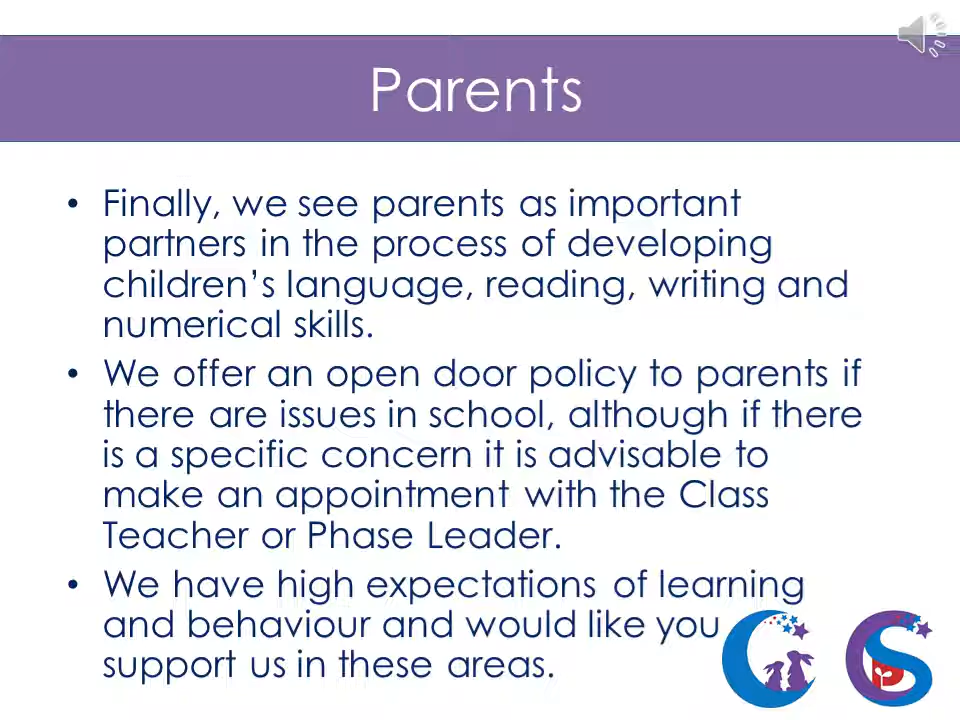 Parents
• Finally, we see parents as important
partners in the process of developing
children's language, reading, writing and
numerical skills.
• We offer an open door policy to parents if
there are issues in school, although if there
is a specific concern it is advisable to
make an appointment with the Class
Teacher or Phase Leader.
• We have high expectations of learning
and behaviour and would like you
support us in these areas.